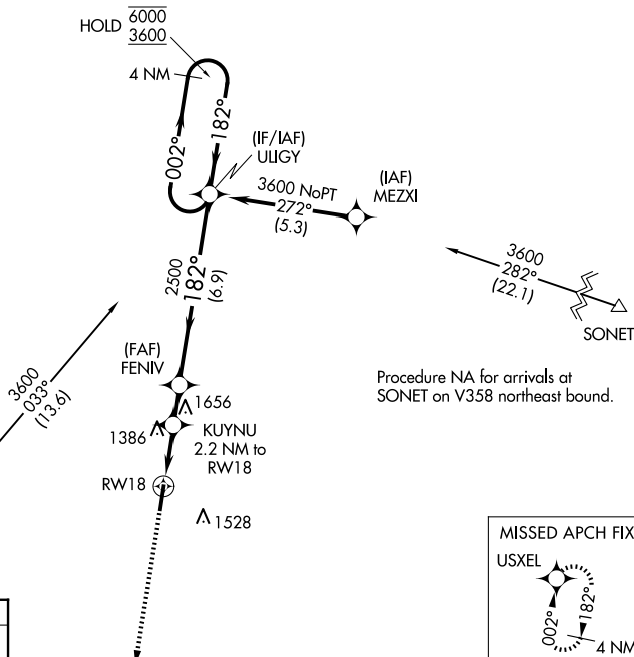 HOLD 6000
3600
4 NM
002°
182°
(IF/IAF)
ULIGY
3600 NoPT
272°
(5.3)
(IAF)
MEZXI
3600
282°
(22.1)
SONET
2500
182°
(6.9)
(FAF)
FENIV
3600
033°
(13.6)
Procedure NA for arrivals at
SONET on V358 northeast bound.
1656
1386
KUYNU
2.2 NM to
RW18
RW18
1528
MISSED APCH FIX
USXEL
002°
182°
4 NM